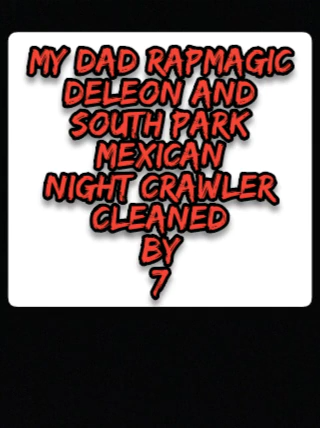 MY DAD RAPMAGIC
DELEON AND
SOUTH PARK
MEXICAN
NIGHT CRAWLER
CLEANED
BY
7